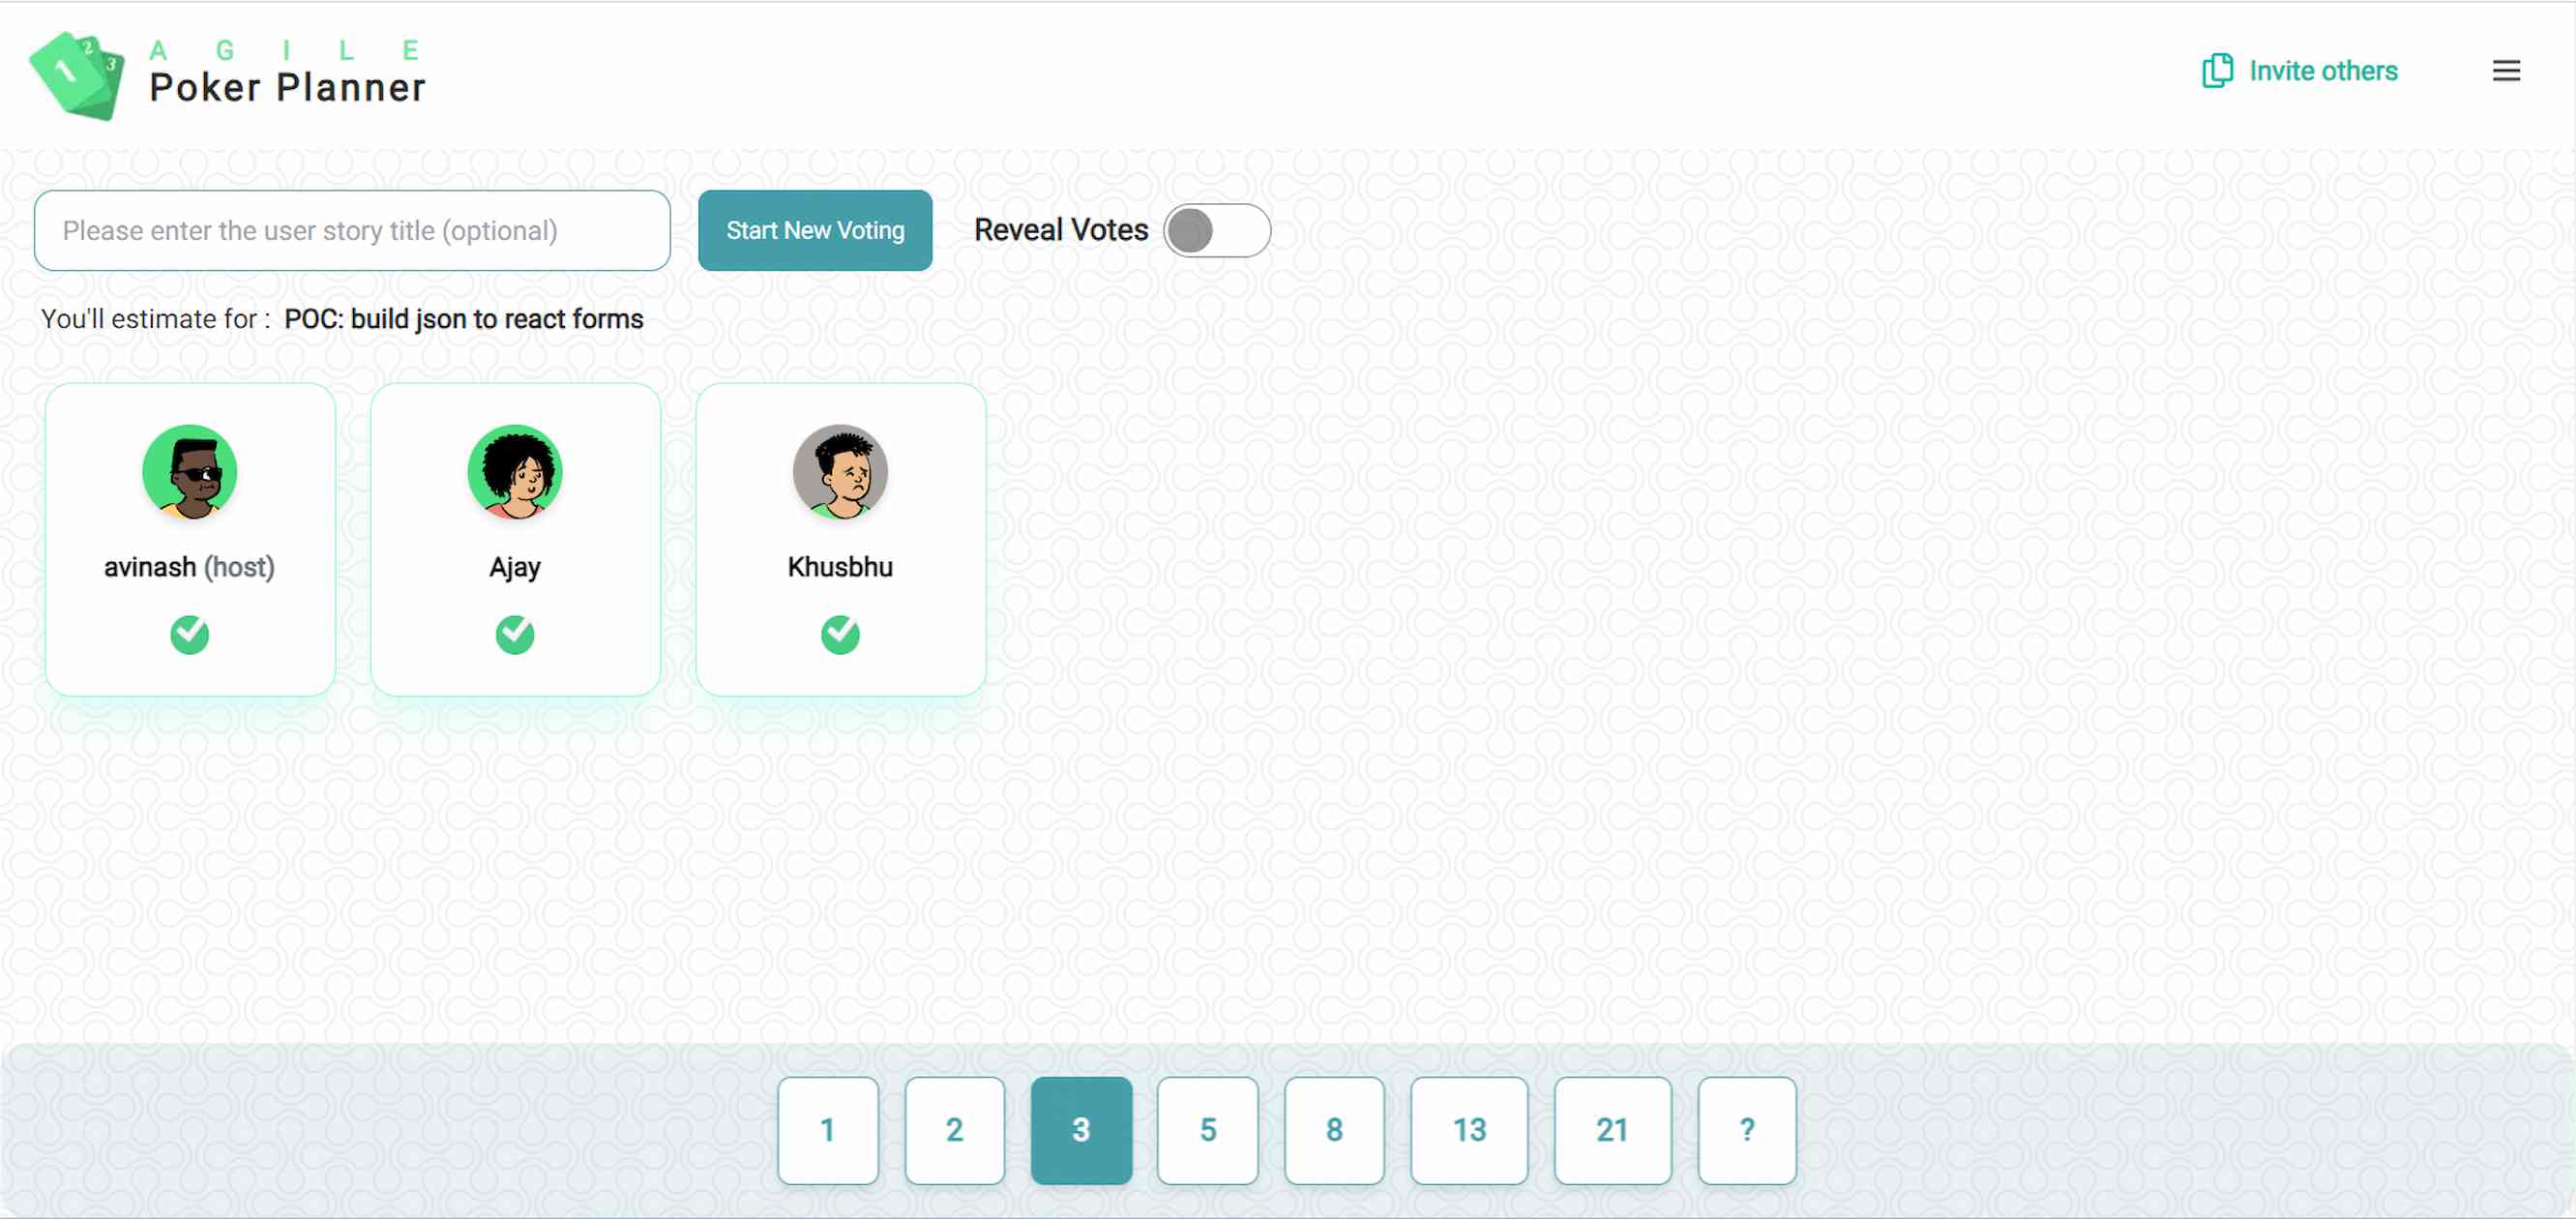 A G I L E
Poker Planner
1 2 3
Invite others
Please enter the user story title (optional)
Start New Voting
Reveal Votes
You'll estimate for : POC: build json to react forms
avinash (host)
Ajay
Khusbhu
1 2 3 5 8 13 21 ?